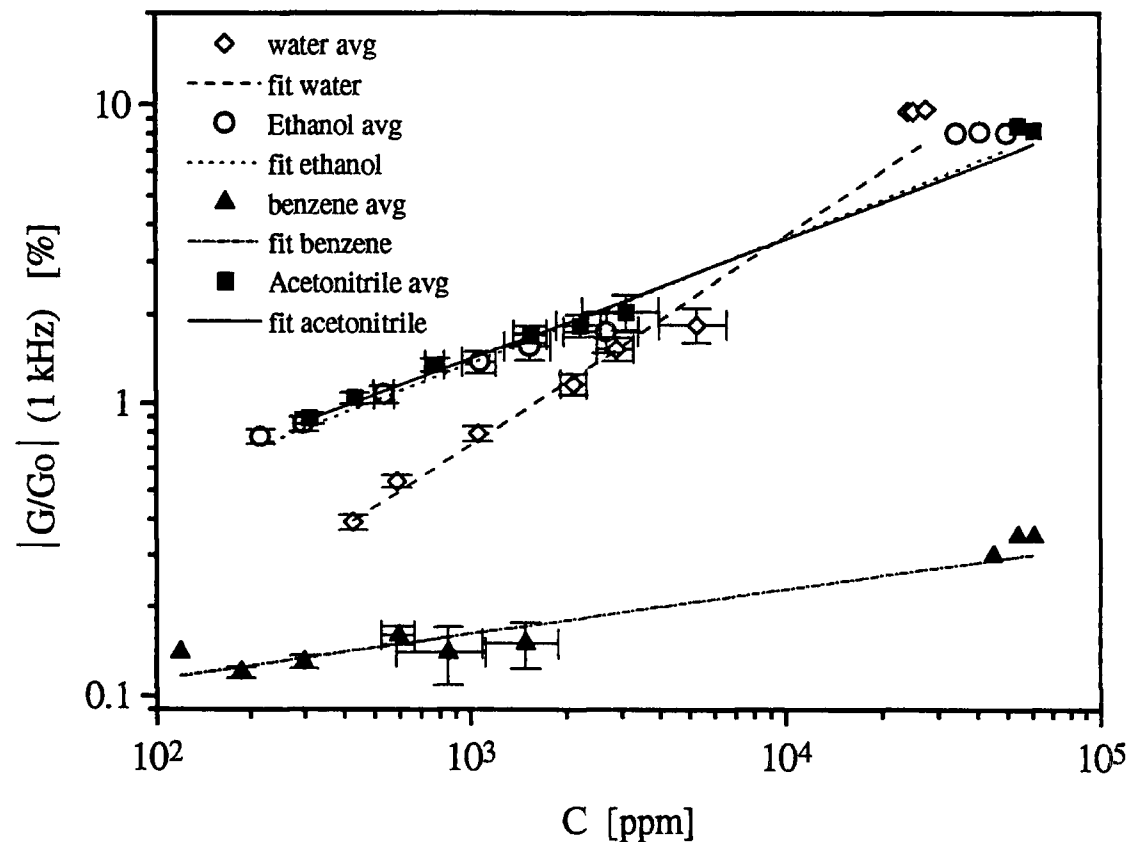 water avg
fit water
Ethanol avg
fit ethanol
benzene avg
fit benzene
Acetonitrile avg
fit acetonitrile
|G/Go| (1 kHz) [%]
10
1
0.1
10²
10³
10⁴
10⁵
C [ppm]